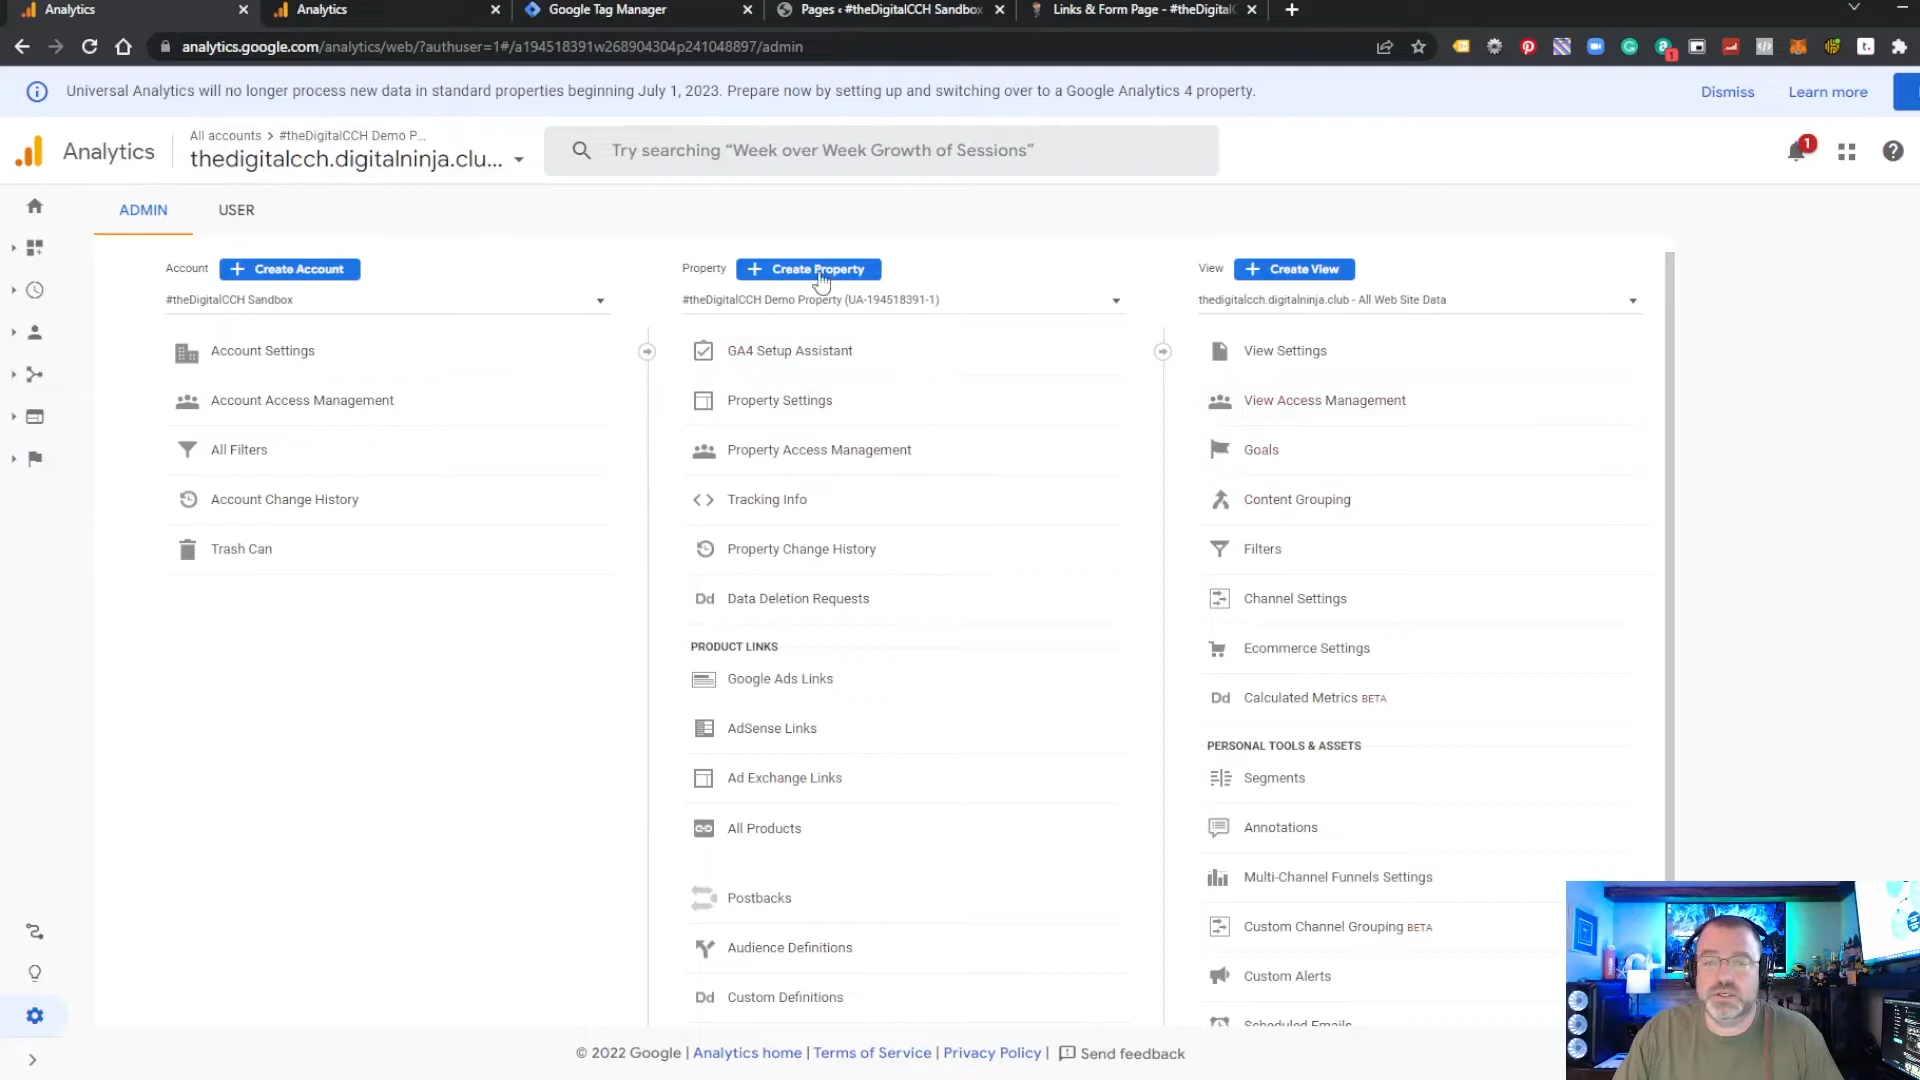 Analytics
Analytics
Google Tag Manager
Pages ‹ #theDigitalCCH Sandbox
Links & Form Page - #theDigital
analytics.google.com/analytics/web/?authuser=1#/a194518391w268904304p241048897/admin
1
Universal Analytics will no longer process new data in standard properties beginning July 1, 2023. Prepare now by setting up and switching over to a Google Analytics 4 property.
Dismiss
Learn more
Analytics
All accounts > #theDigitalCCH Demo P...
thedigitalcch.digitalninja.clu...
Try searching “Week over Week Growth of Sessions”
1
ADMIN
USER
Account
Create Account
#theDigitalCCH Sandbox
Account Settings
Account Access Management
All Filters
Account Change History
Trash Can
Property
Create Property
#theDigitalCCH Demo Property (UA-194518391-1)
GA4 Setup Assistant
Property Settings
Property Access Management
Tracking Info
Property Change History
Dd Data Deletion Requests
PRODUCT LINKS
Google Ads Links
AdSense Links
Ad Exchange Links
All Products
Postbacks
Audience Definitions
Dd Custom Definitions
View
Create View
thedigitalcch.digitalninja.club - All Web Site Data
View Settings
View Access Management
Goals
Content Grouping
Filters
Channel Settings
Ecommerce Settings
Dd Calculated Metrics BETA
PERSONAL TOOLS & ASSETS
Segments
Annotations
Multi-Channel Funnels Settings
Custom Channel Grouping BETA
Custom Alerts
Scheduled Emails
© 2022 Google | Analytics home | Terms of Service | Privacy Policy | Send feedback